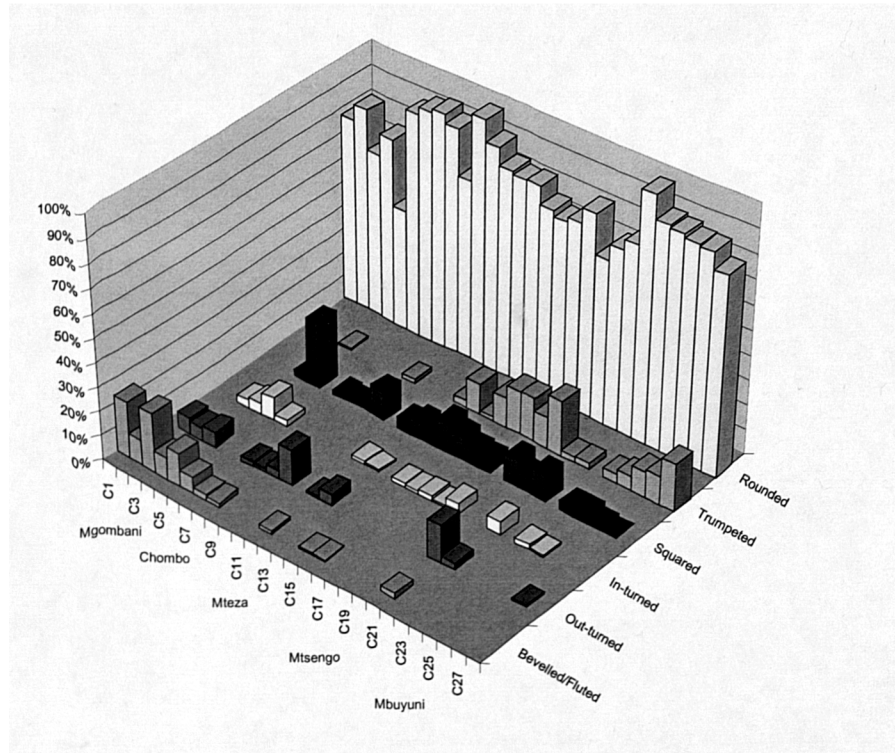 100%
90%
80%
70%
60%
50%
40%
30%
20%
10%
0%
C1
C3
C5
C7
C9
C11
C13
C15
C17
C19
C21
C23
C25
C27
Mgombani
Chombo
Mteza
Mtsengo
Mbuyuni
Rounded
Trumpeted
Squared
In-turned
Out-turned
Bevelled/Fluted